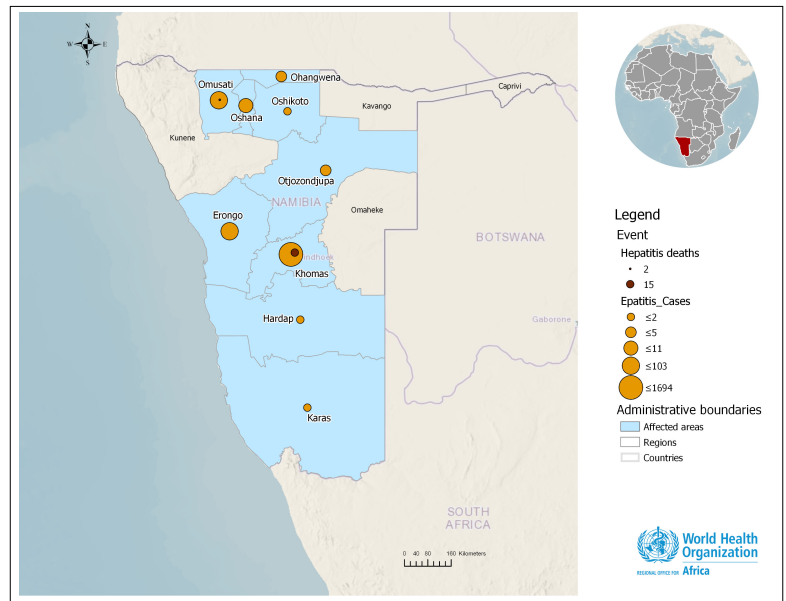 N
W
E
S
Ohangwena
Omusati
Oshikoto
Oshana
Kavango
Caprivi
Kunene
Otjozondjupa
NAMIBIA
Omaheke
Erongo
BOTSWANA
ndhoek
Khomas
Hardap
Gaborone
Karas
SOUTH
AFRICA
0 40 80 160 Kilometers
Legend
Event
Hepatitis deaths
2
15
Epatitis_Cases
≤2
≤5
≤11
≤103
≤1694
Administrative boundaries
Affected areas
Regions
Countries
World Health
Organization
REGIONAL OFFICE FOR Africa